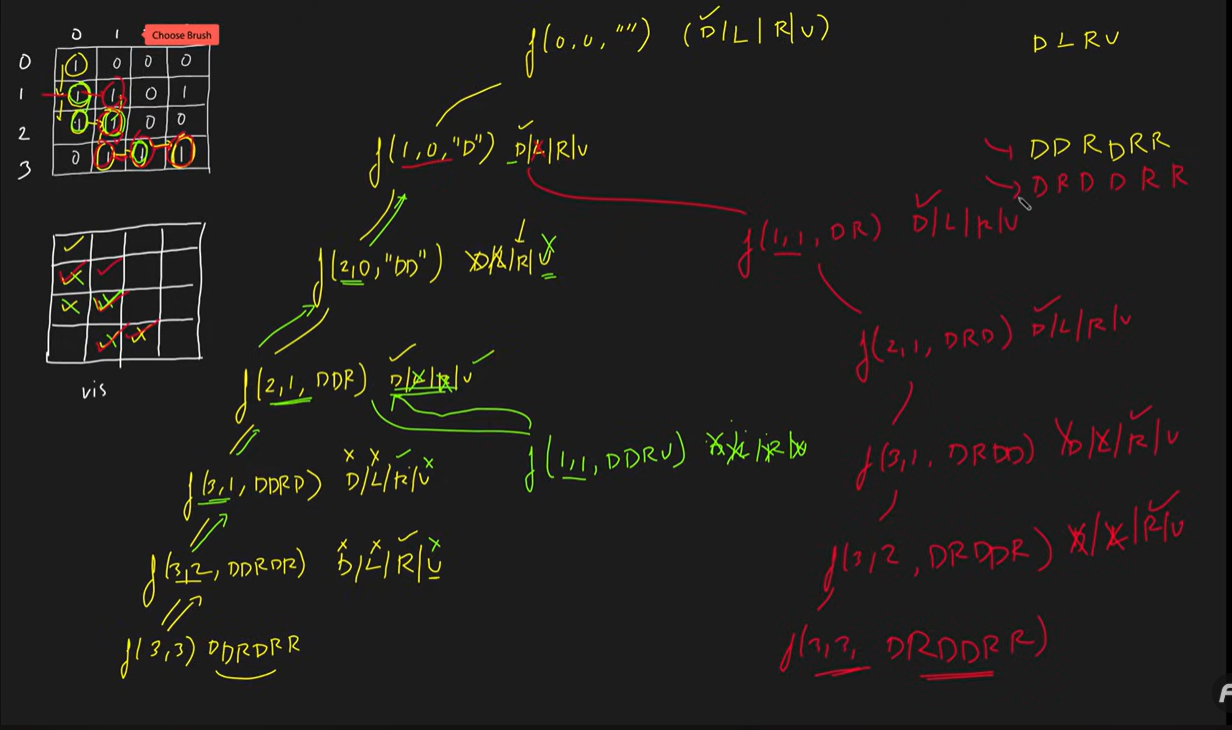 0 1 Choose Brush
f(0,0,"") (D/L|R|U)
D L R U
0 1 0 0 0
1 1 1 0 1
2 1 1 0 0
3 0 1 1 1
f(1,0,"D") D|L|R|U
DDRDRR
DRDDRR
f(1,1,DR) D|L|R|U
f(2,0,"DD") D|L|R|U
f(2,1,DRD) D|L|R|U
f(2,1,DDR) D|L|R|U
vis
f(1,1,DDRU) D|L|R|U
f(3,1,DRDD) D|L|R|U
f(3,1,DDRD) D|L|R|U
f(3,2,DDRDR) D|L|R|U
f(3,2,DRDDR) D|L|R|U
f(3,3) DDRDRR
f(3,3, DRDDRR)